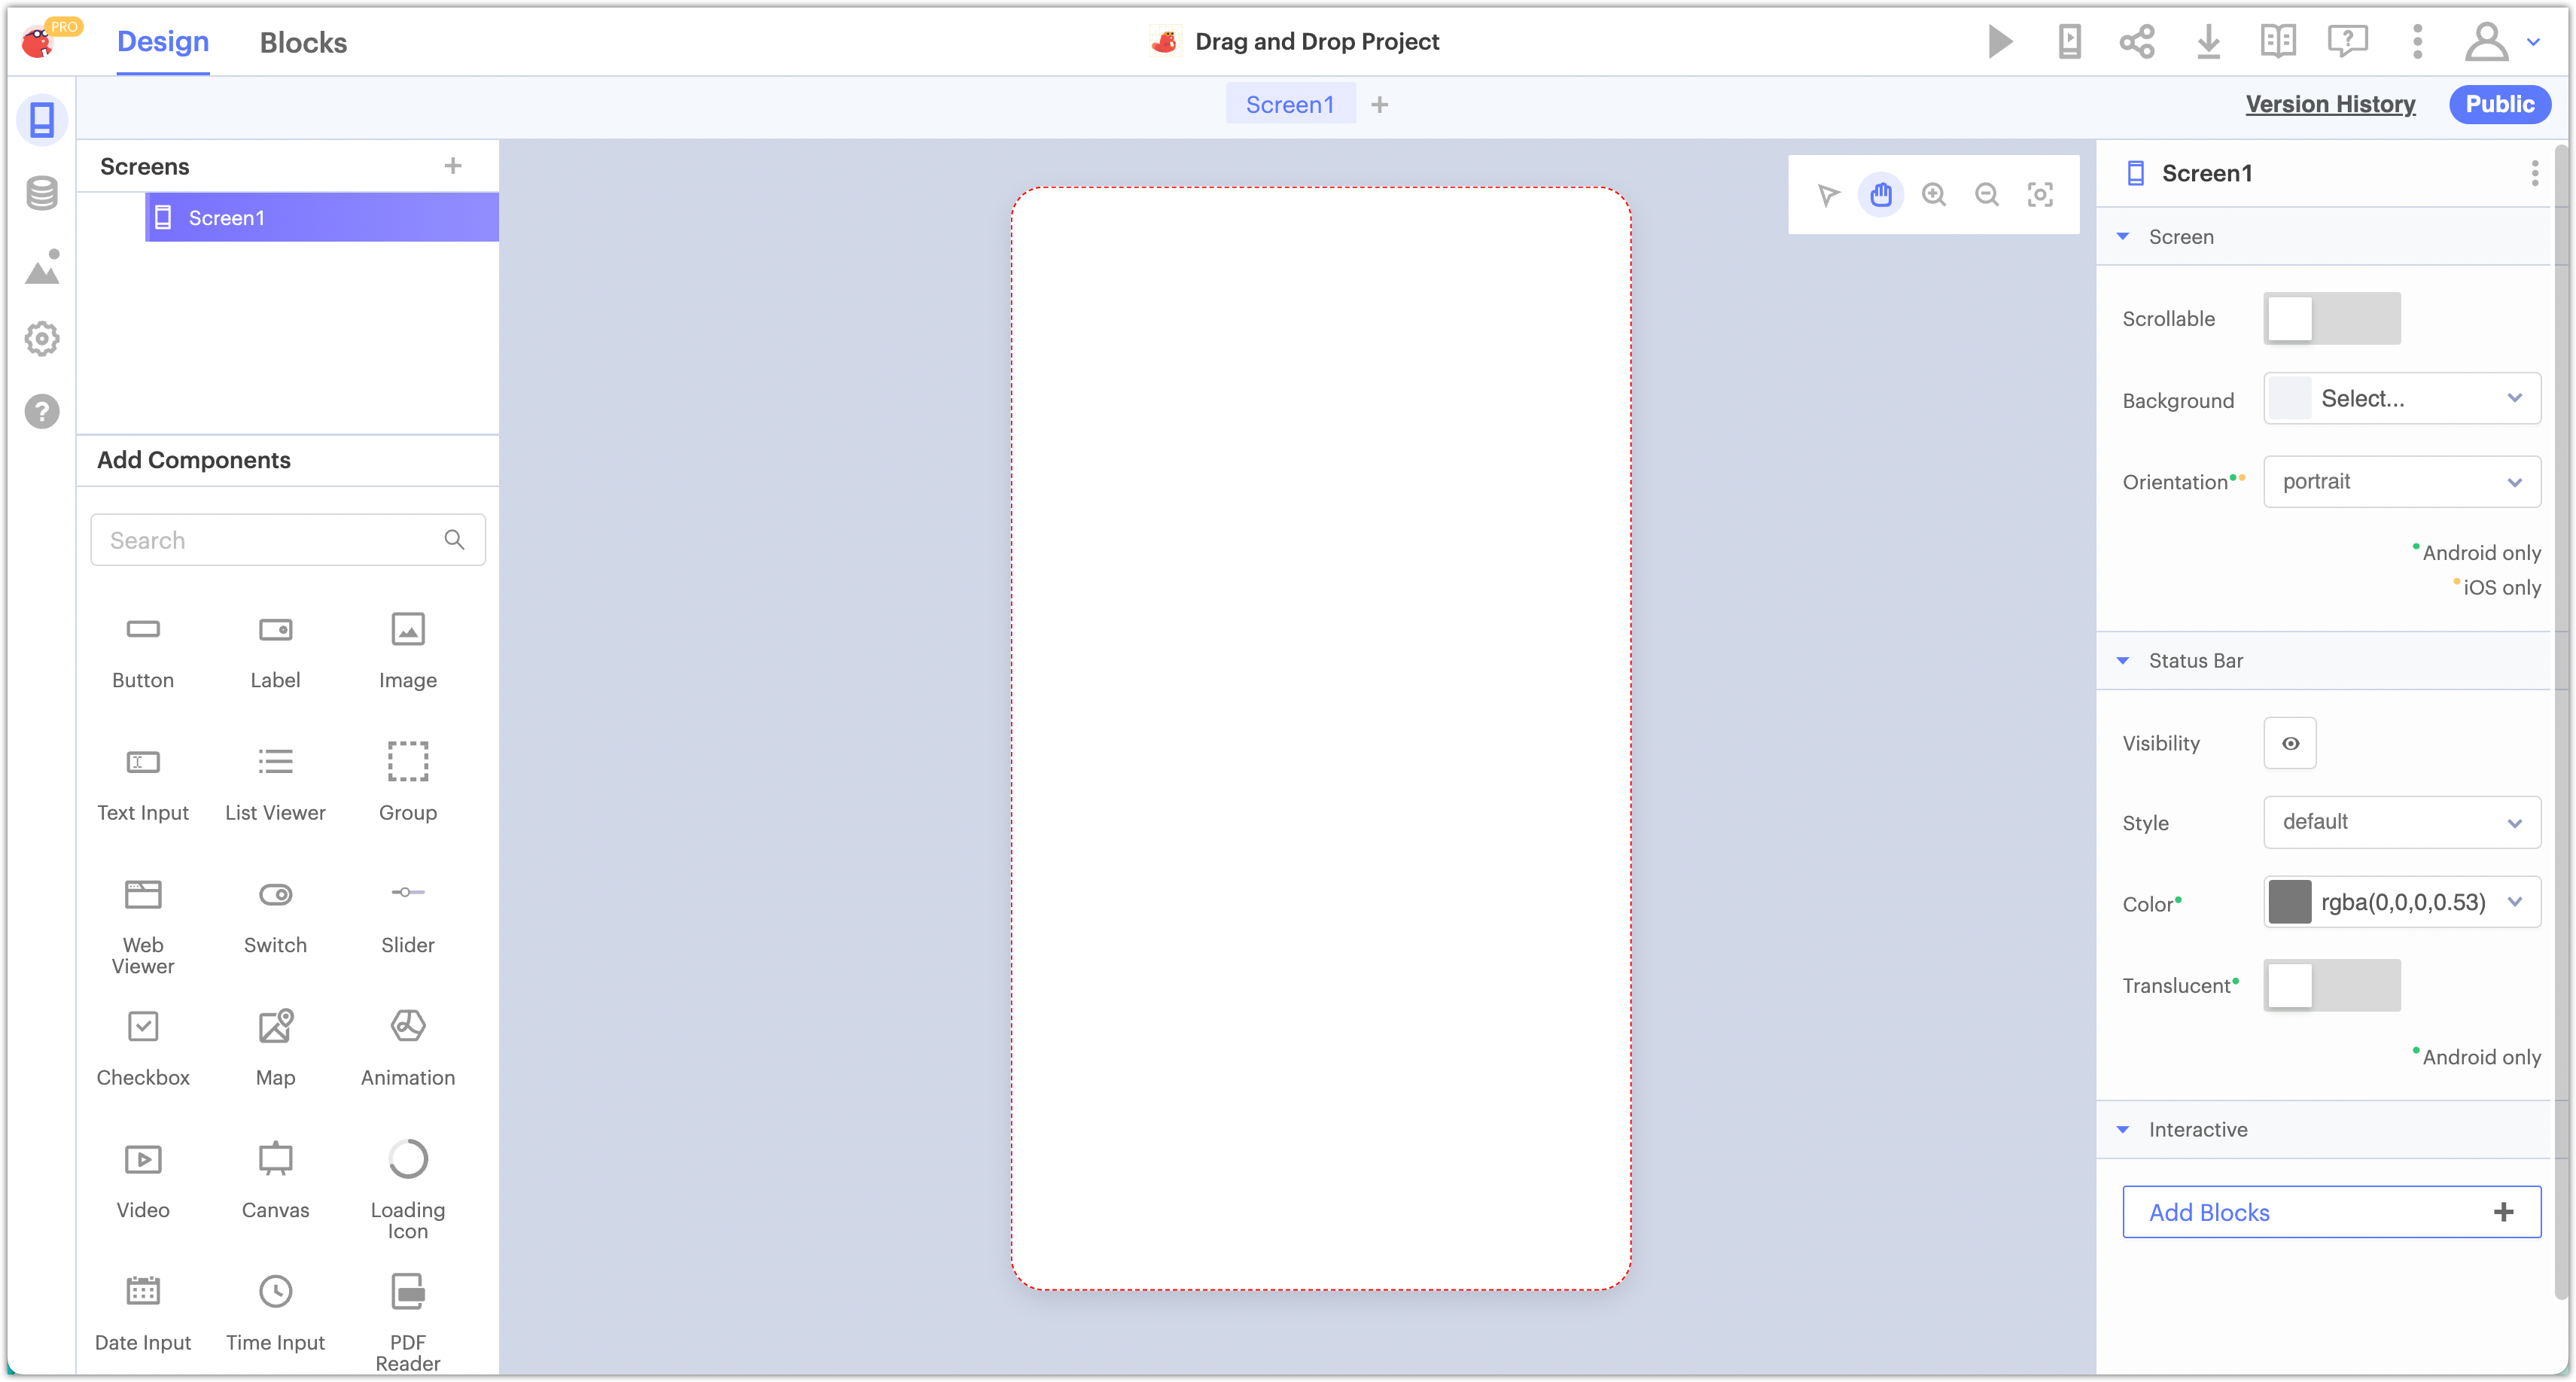 PRO
Design
Blocks
Drag and Drop Project
Screen1
Version History
Public
Screens
Screen1
Add Components
Search
Button
Label
Image
Text Input
List Viewer
Group
Web
Viewer
Switch
Slider
Checkbox
Map
Animation
Video
Canvas
Loading
Icon
Date Input
Time Input
PDF
Reader
Screen1
Screen
Scrollable
Background
Select...
Orientation
portrait
Android only
iOS only
Status Bar
Visibility
Style
default
Color
rgba(0,0,0,0.53)
Translucent
Android only
Interactive
Add Blocks